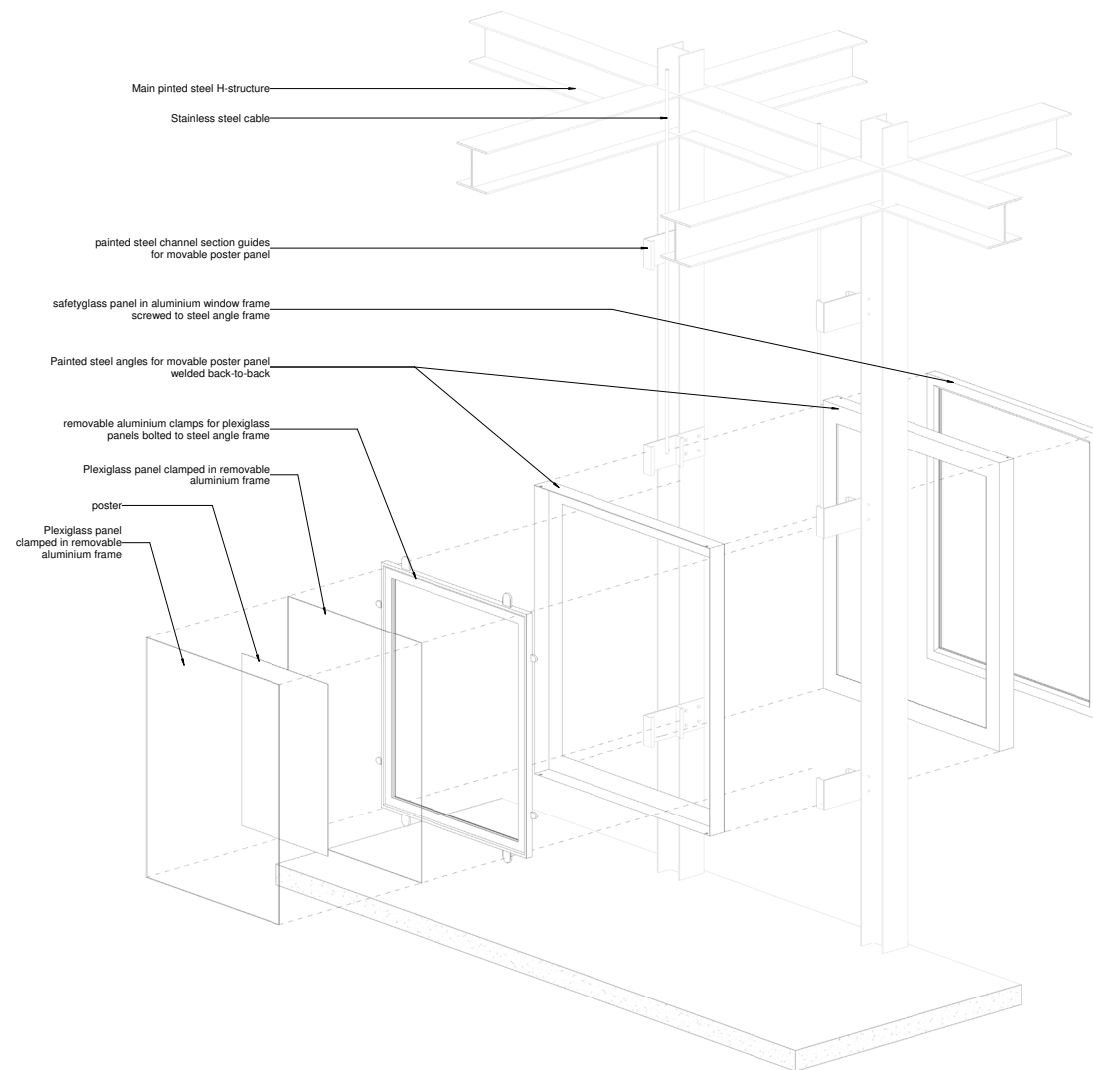 Main pinted steel H-structure
Stainless steel cable
painted steel channel section guides
for movable poster panel
safetyglass panel in aluminium window frame
screwed to steel angle frame
Painted steel angles for movable poster panel
welded back-to-back
removable aluminium clamps for plexiglass
panels bolted to steel angle frame
Plexiglass panel clamped in removable
aluminium frame
poster
Plexiglass panel
clamped in removable
aluminium frame